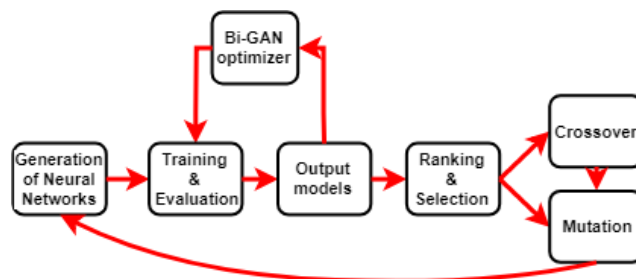 Bi-GAN
optimizer
Generation
of Neural
Networks
Training
&
Evaluation
Output
models
Ranking
&
Selection
Crossover
Mutation